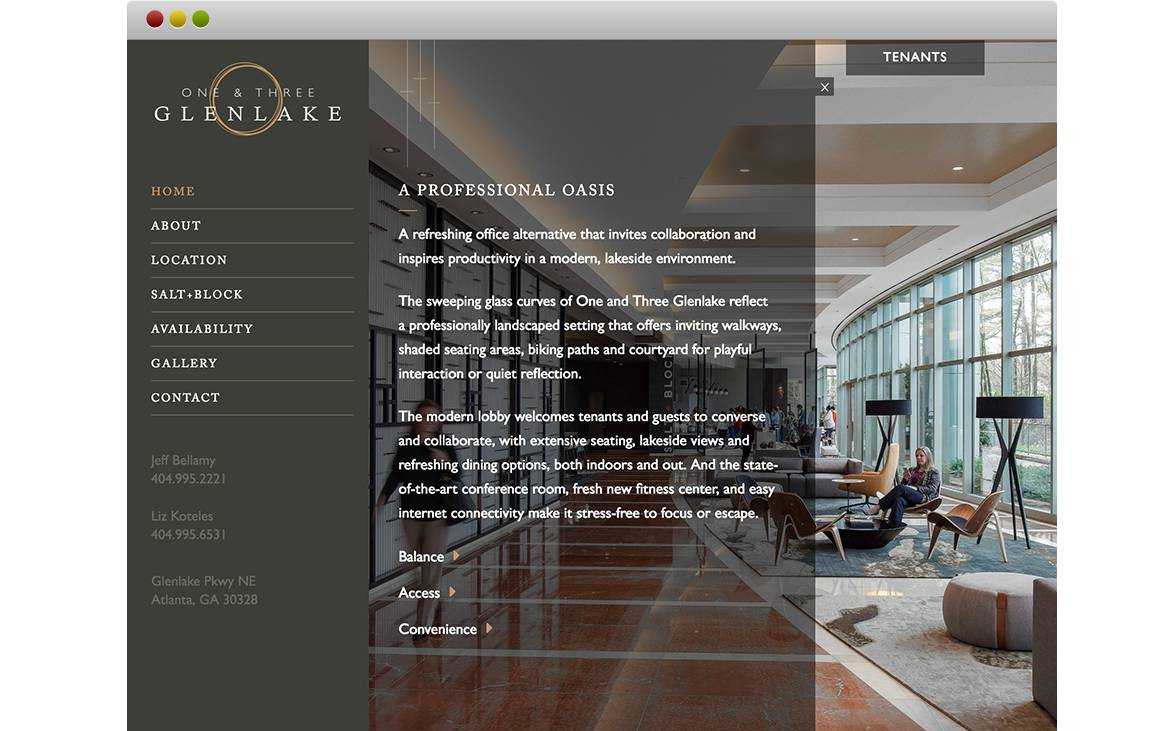 ONE & THREE
GLENLAKE
HOME
ABOUT
LOCATION
SALT+BLOCK
AVAILABILITY
GALLERY
CONTACT
Jeff Bellamy
404.995.2221
Liz Koteles
404.995.6531
Glenlake Pkwy NE
Atlanta, GA 30328
TENANTS
×
A PROFESSIONAL OASIS
A refreshing office alternative that invites collaboration and
inspires productivity in a modern, lakeside environment.
The sweeping glass curves of One and Three Glenlake reflect
a professionally landscaped setting that offers inviting walkways,
shaded seating areas, biking paths and courtyard for playful
interaction or quiet reflection.
The modern lobby welcomes tenants and guests to converse
and collaborate, with extensive seating, lakeside views and
refreshing dining options, both indoors and out. And the state-
of-the-art conference room, fresh new fitness center, and easy
internet connectivity make it stress-free to focus or escape.
Balance
Access
Convenience